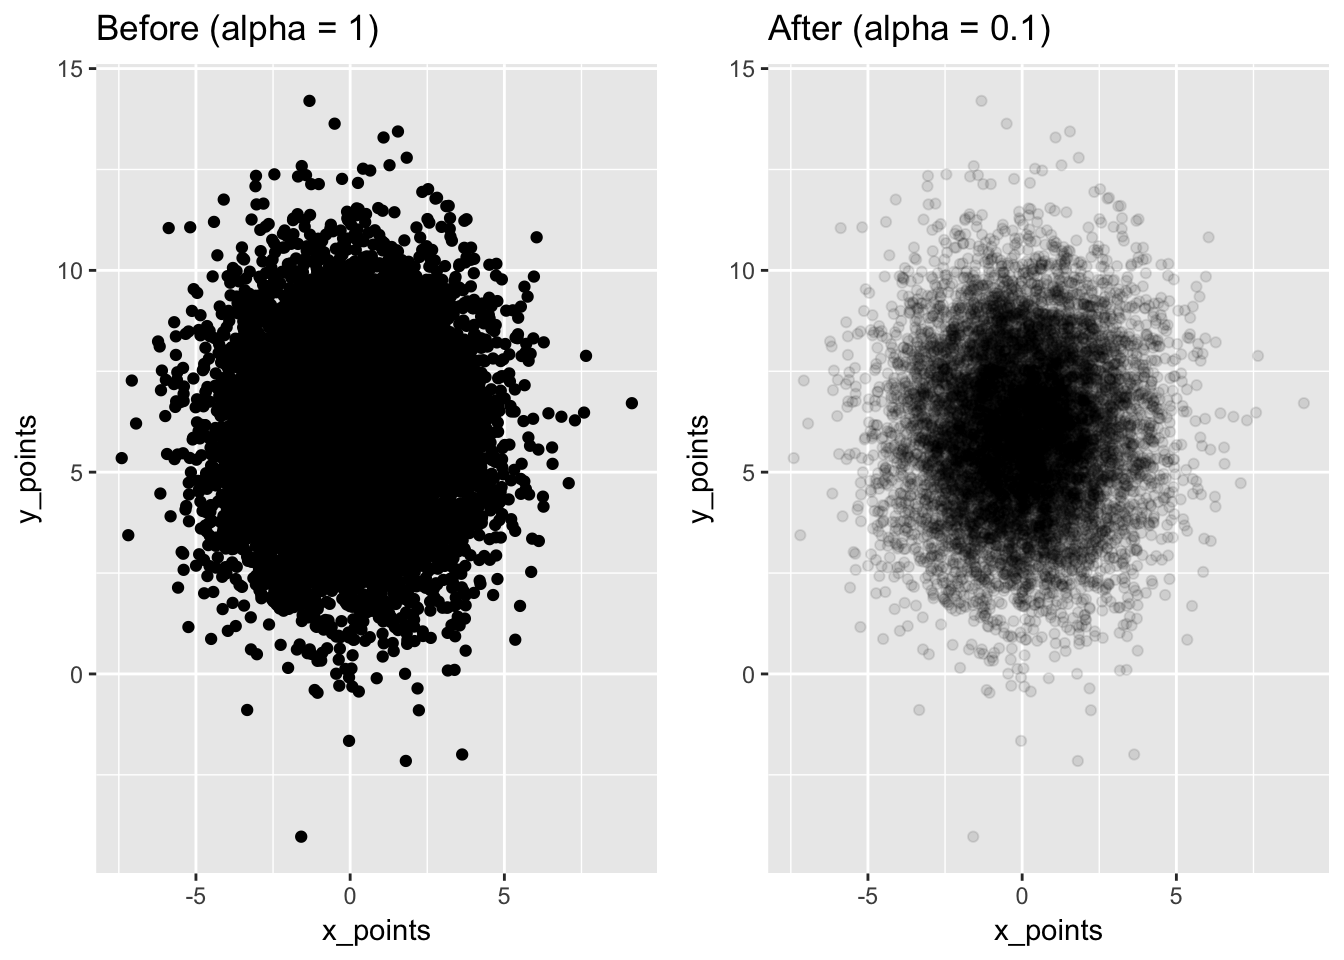 Before (alpha = 1)
15
10
5
0
y_points
-5
0
5
x_points
After (alpha = 0.1)
15
10
5
0
y_points
-5
0
5
x_points